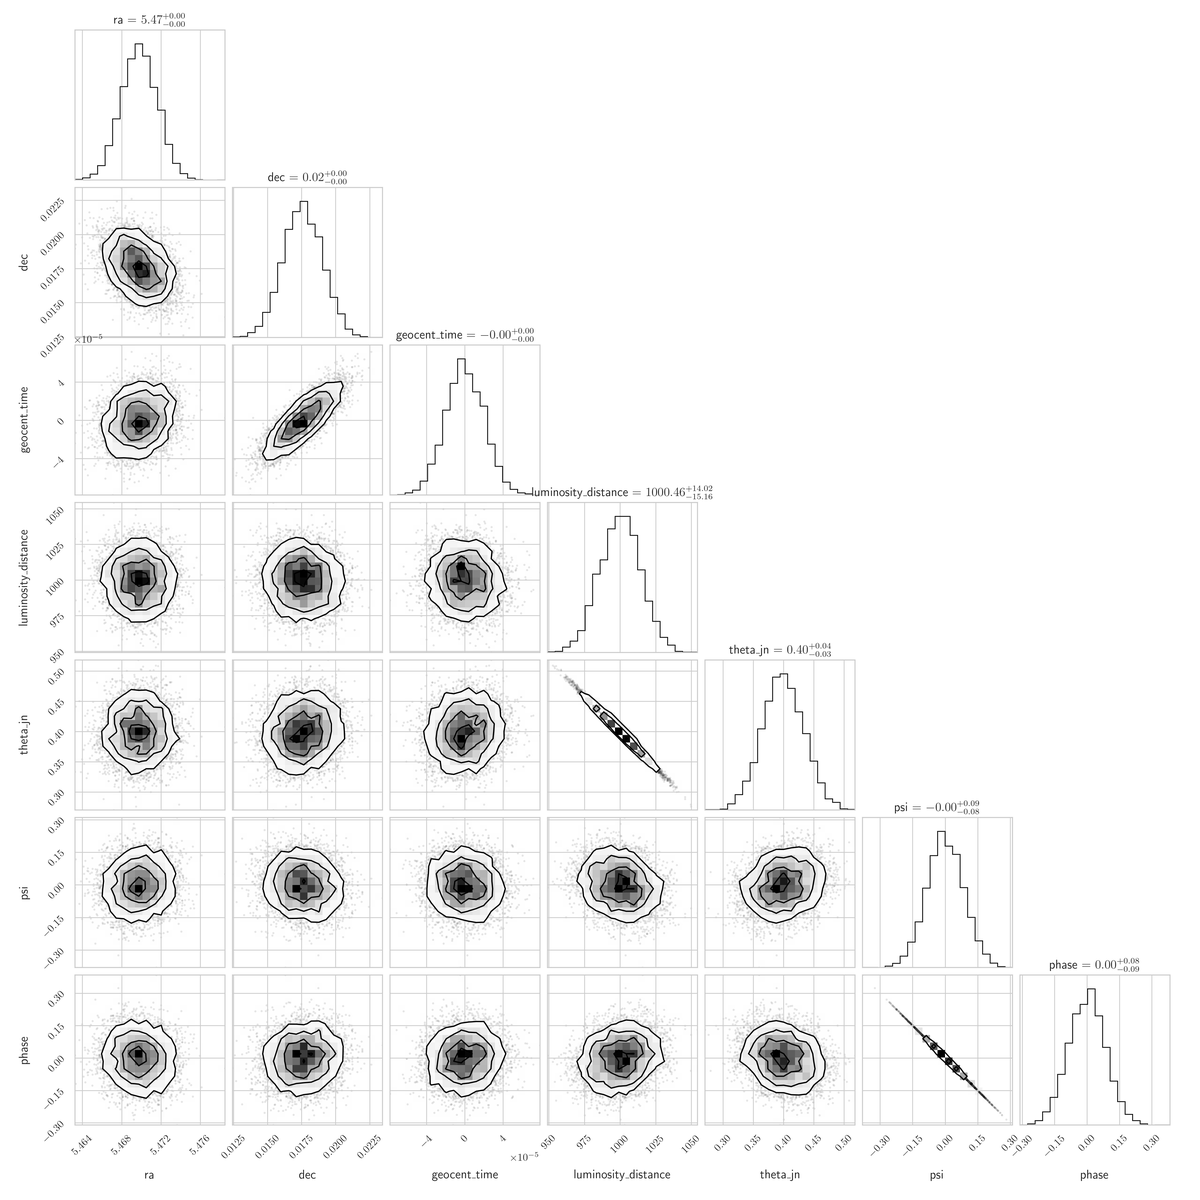 ra = 5.47+0.00−0.00
dec = 0.02+0.00−0.00
0.0225
0.0200
0.0175
0.0150
0.0125
dec
×10−5
geocent_time = −0.00+0.00−0.00
4
0
−4
geocent_time
luminosity_distance = 1000.46+14.02−15.16
1050
1025
1000
975
950
luminosity_distance
theta_jn = 0.40+0.04−0.03
0.50
0.45
0.40
0.35
0.30
theta_jn
psi = −0.00+0.09−0.08
0.30
0.15
0.00
−0.15
−0.30
psi
phase = 0.00+0.08−0.09
0.30
0.15
0.00
−0.15
−0.30
phase
5.464 5.468 5.472 5.476 0.0125 0.0150 0.0175 0.0200 0.0225 −4 0 4 950 975 1000 1025 1050 0.30 0.35 0.40 0.45 0.50 −0.30 −0.15 0.00 0.15 0.30 −0.30 −0.15 0.00 0.15 0.30
×10−5
ra dec geocent_time luminosity_distance theta_jn psi phase